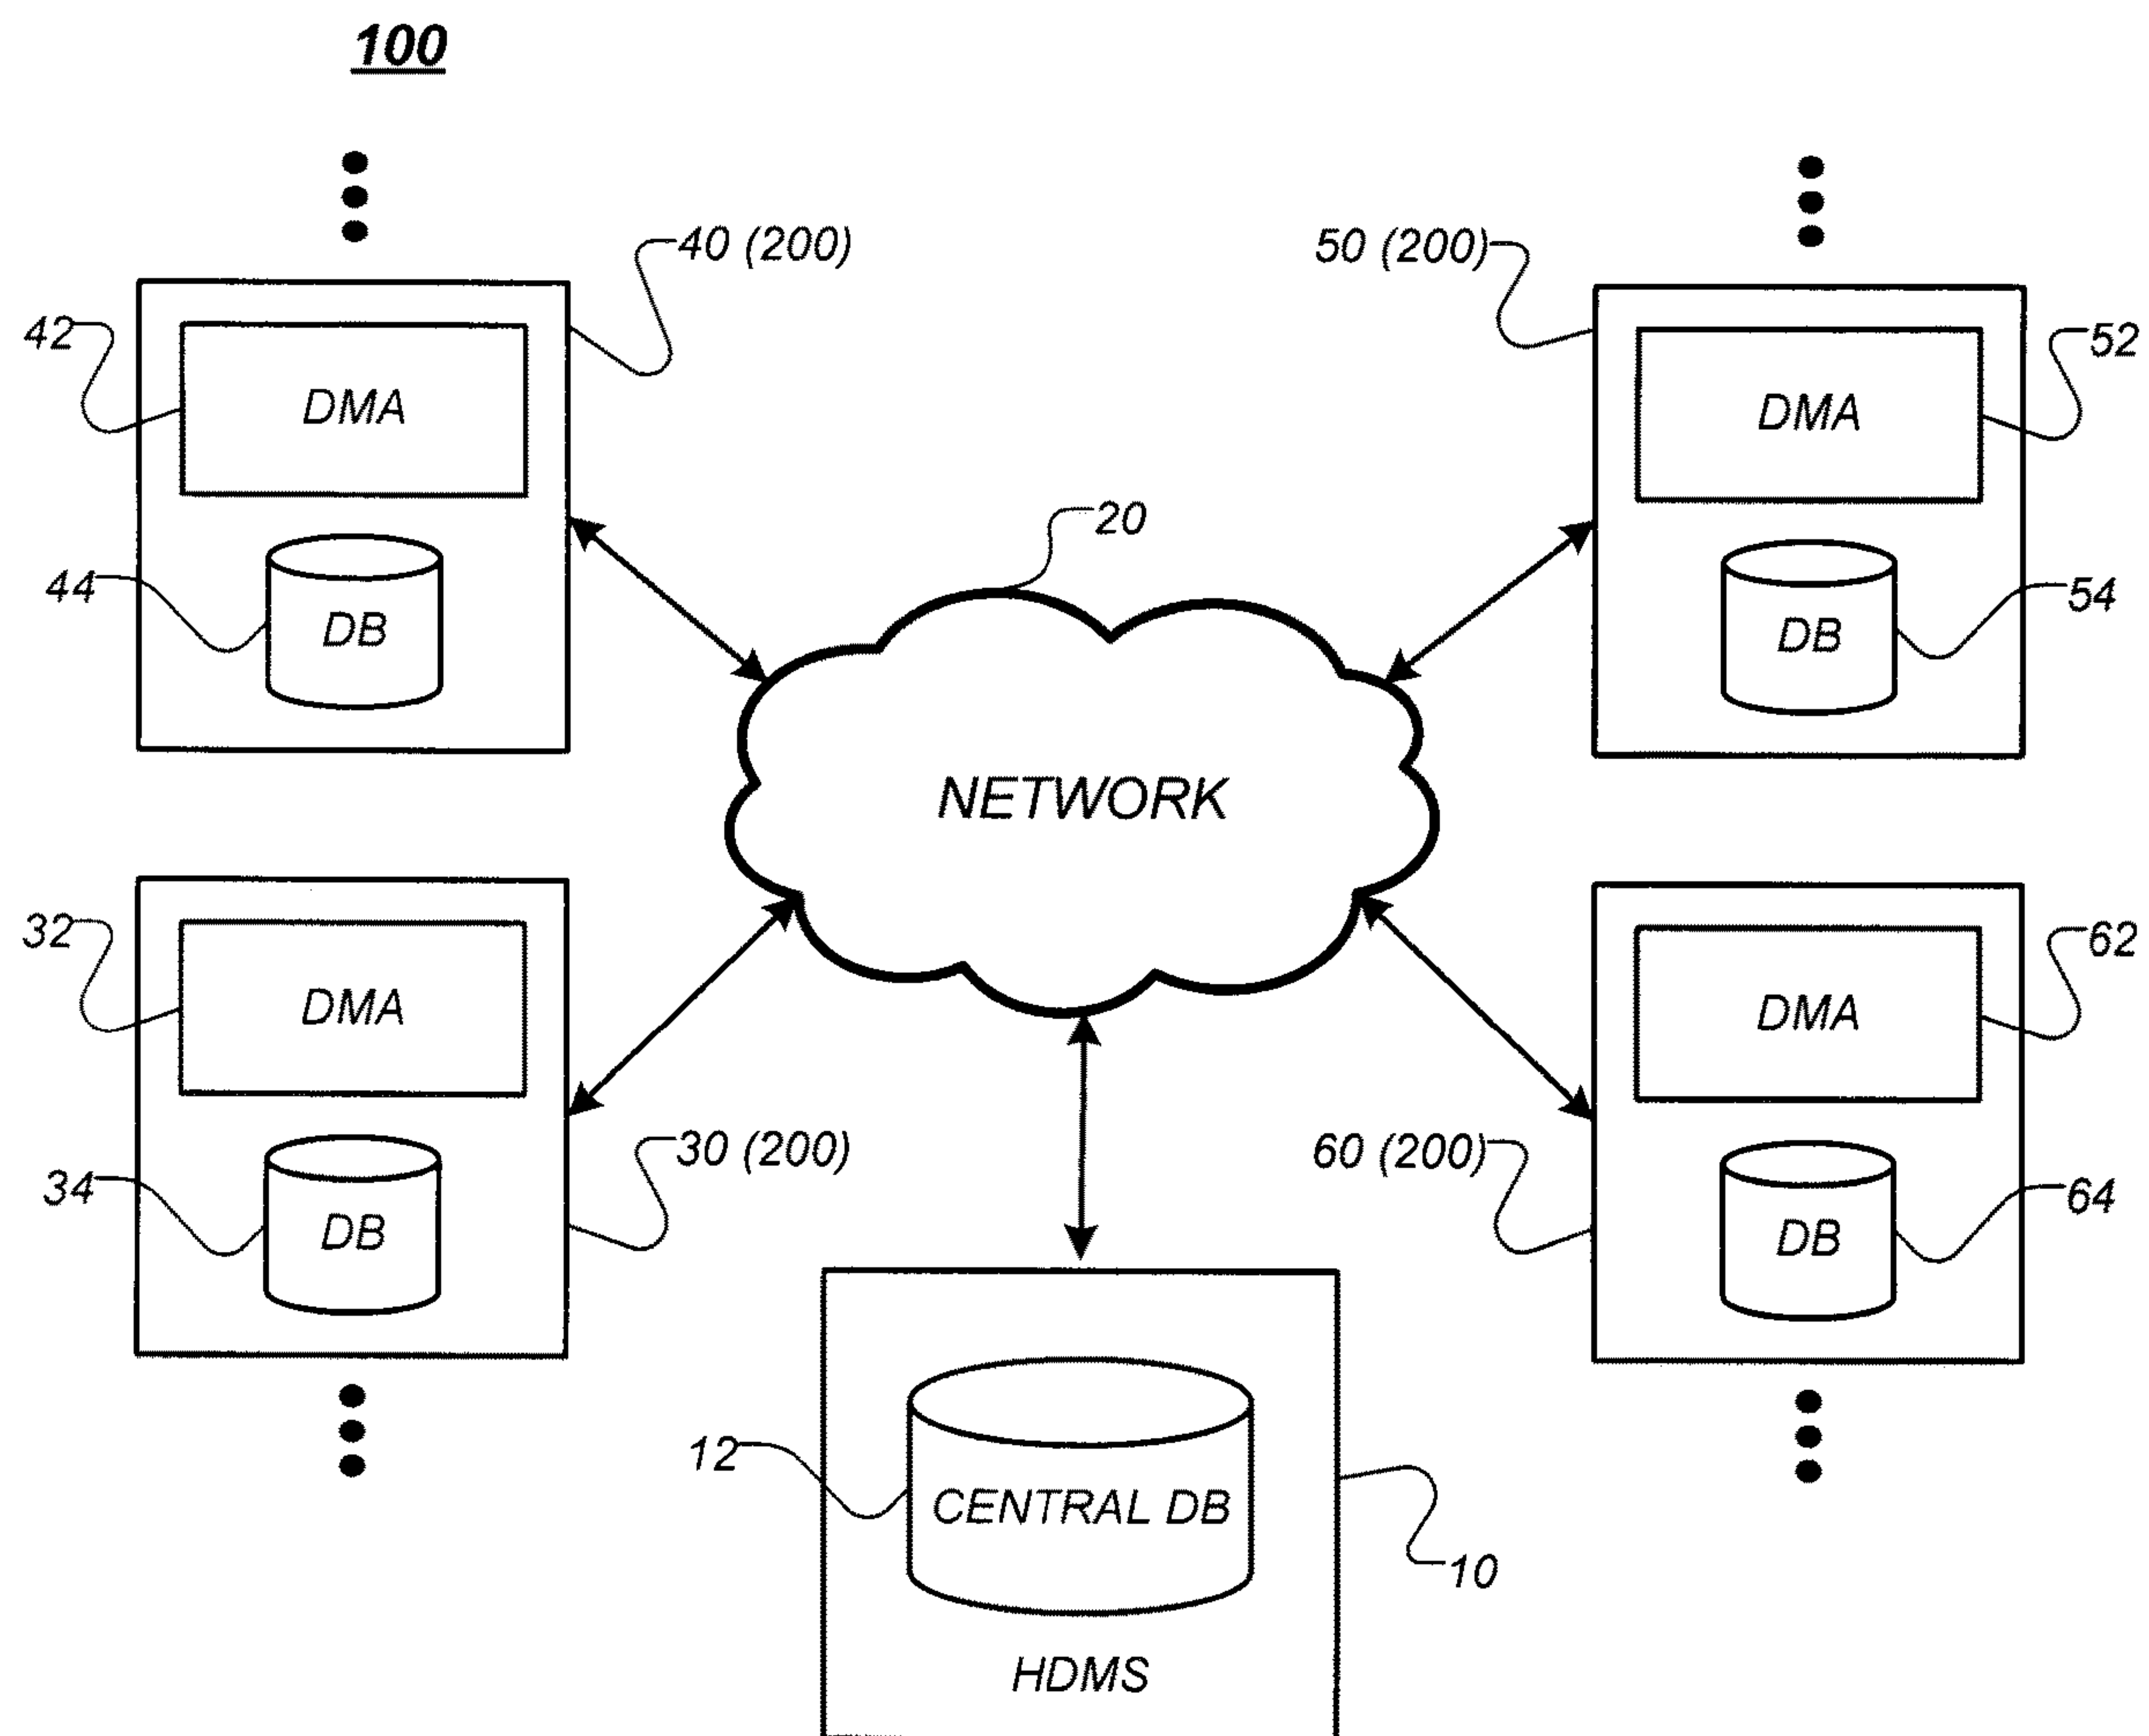 100
40 (200)
50 (200)
42
DMA
52
DMA
20
44
DB
54
DB
NETWORK
32
DMA
62
DMA
30 (200)
60 (200)
34
DB
64
DB
12
CENTRAL DB
10
HDMS